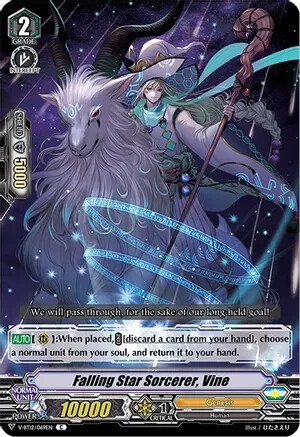 2
GRADE
INTERCEPT
SHIELD
5000
We will pass through, for the sake of our long held goal!
AUTO [ ]:When placed, [discard a card from your hand], choose
a normal unit from your soul, and return it to your hand.
Falling Star Sorcerer, Vine
NORMAL
UNIT
POWER
10000
1
CRITICAL
Genesis
Human
V-BT12/069EN C
Illust / ひたきえり